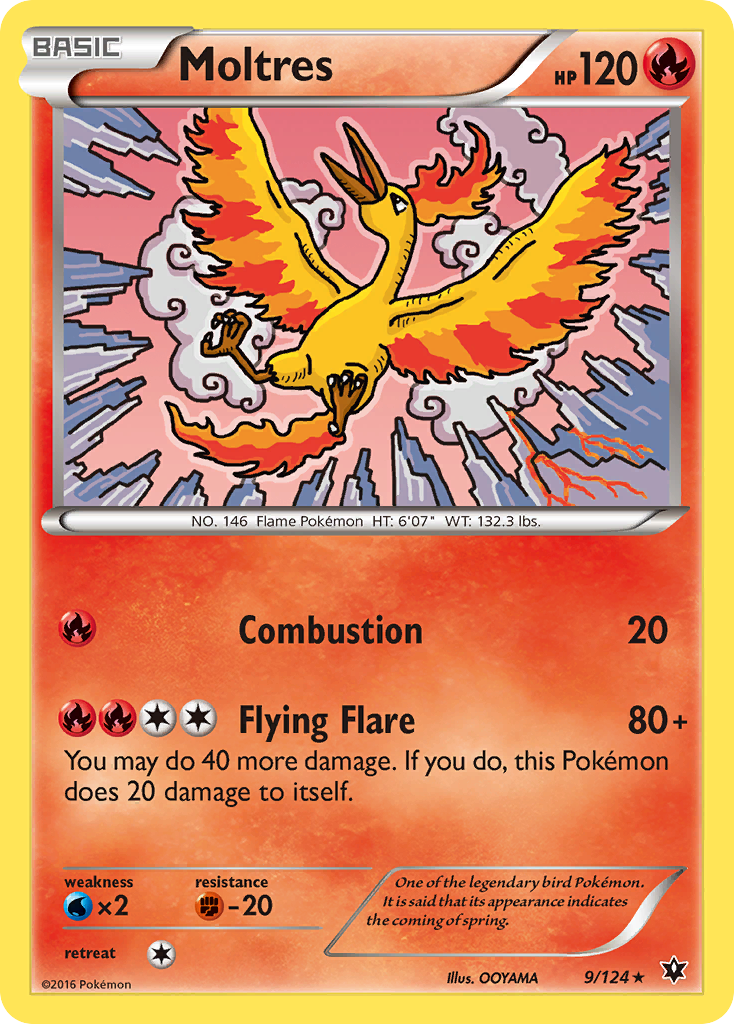 BASIC
Moltres
HP 120
NO. 146 Flame Pokémon HT: 6'07" WT: 132.3 lbs.
Combustion 20
Flying Flare 80+
You may do 40 more damage. If you do, this Pokémon
does 20 damage to itself.
weakness resistance
×2 -20
retreat
One of the legendary bird Pokémon.
It is said that its appearance indicates
the coming of spring.
©2016 Pokémon
Illus. OOYAMA 9/124 ★